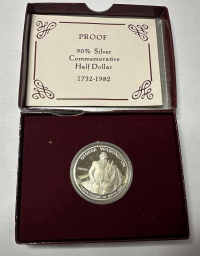 PROOF
90% Silver
Commemorative
Half Dollar
1732-1982
GEORGE WASHINGTON